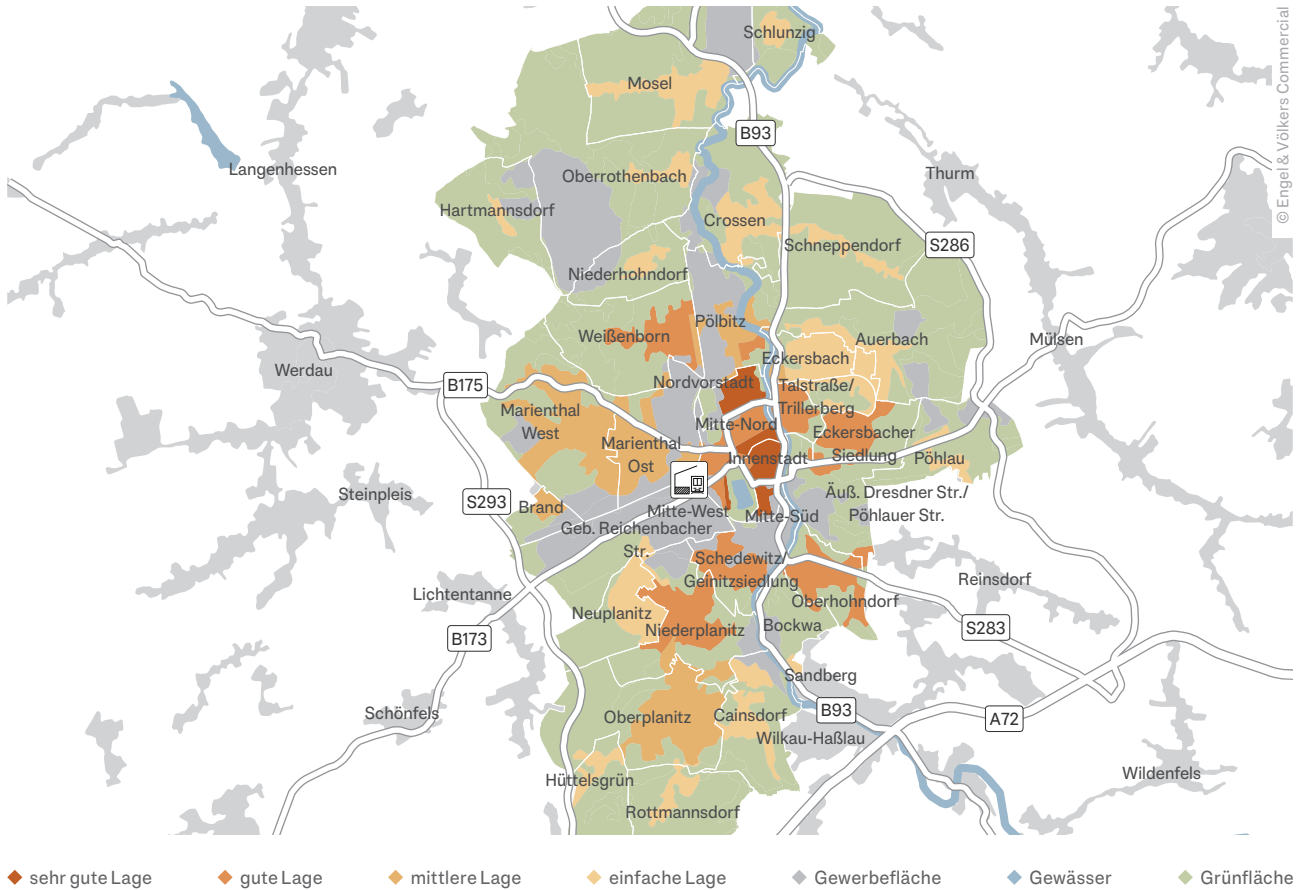 Schlunzig
© Engel & Völkers Commercial
Mosel
B93
Langenhessen
Oberrothenbach
Thurm
Hartmannsdorf
Crossen
Schneppendorf
S286
Niederhohndorf
Pölbitz
Weißenborn
Auerbach
Mülsen
Eckersbach
Werdau
B175
Nordvorstadt
Talstraße/
Trillerberg
Marienthal
West
Mitte-Nord
Eckersbacher
Siedlung
Marienthal
Ost
Innenstadt
Pöhlau
Steinpleis
S293
Brand
Mitte-West
Mitte-Süd
Äuß. Dresdner Str./
Pöhlauer Str.
Geb. Reichenbacher
Str.
Schedewitz/
Geinitzsiedlung
Reinsdorf
Lichtentanne
Oberhohndorf
Neuplanitz
Niederplanitz
Bockwa
S283
B173
Sandberg
Schönfels
Oberplanitz
Cainsdorf
B93
A72
Wilkau-Haßlau
Hüttelsgrün
Wildenfels
Rottmannsdorf
sehr gute Lage
gute Lage
mittlere Lage
einfache Lage
Gewerbefläche
Gewässer
Grünfläche